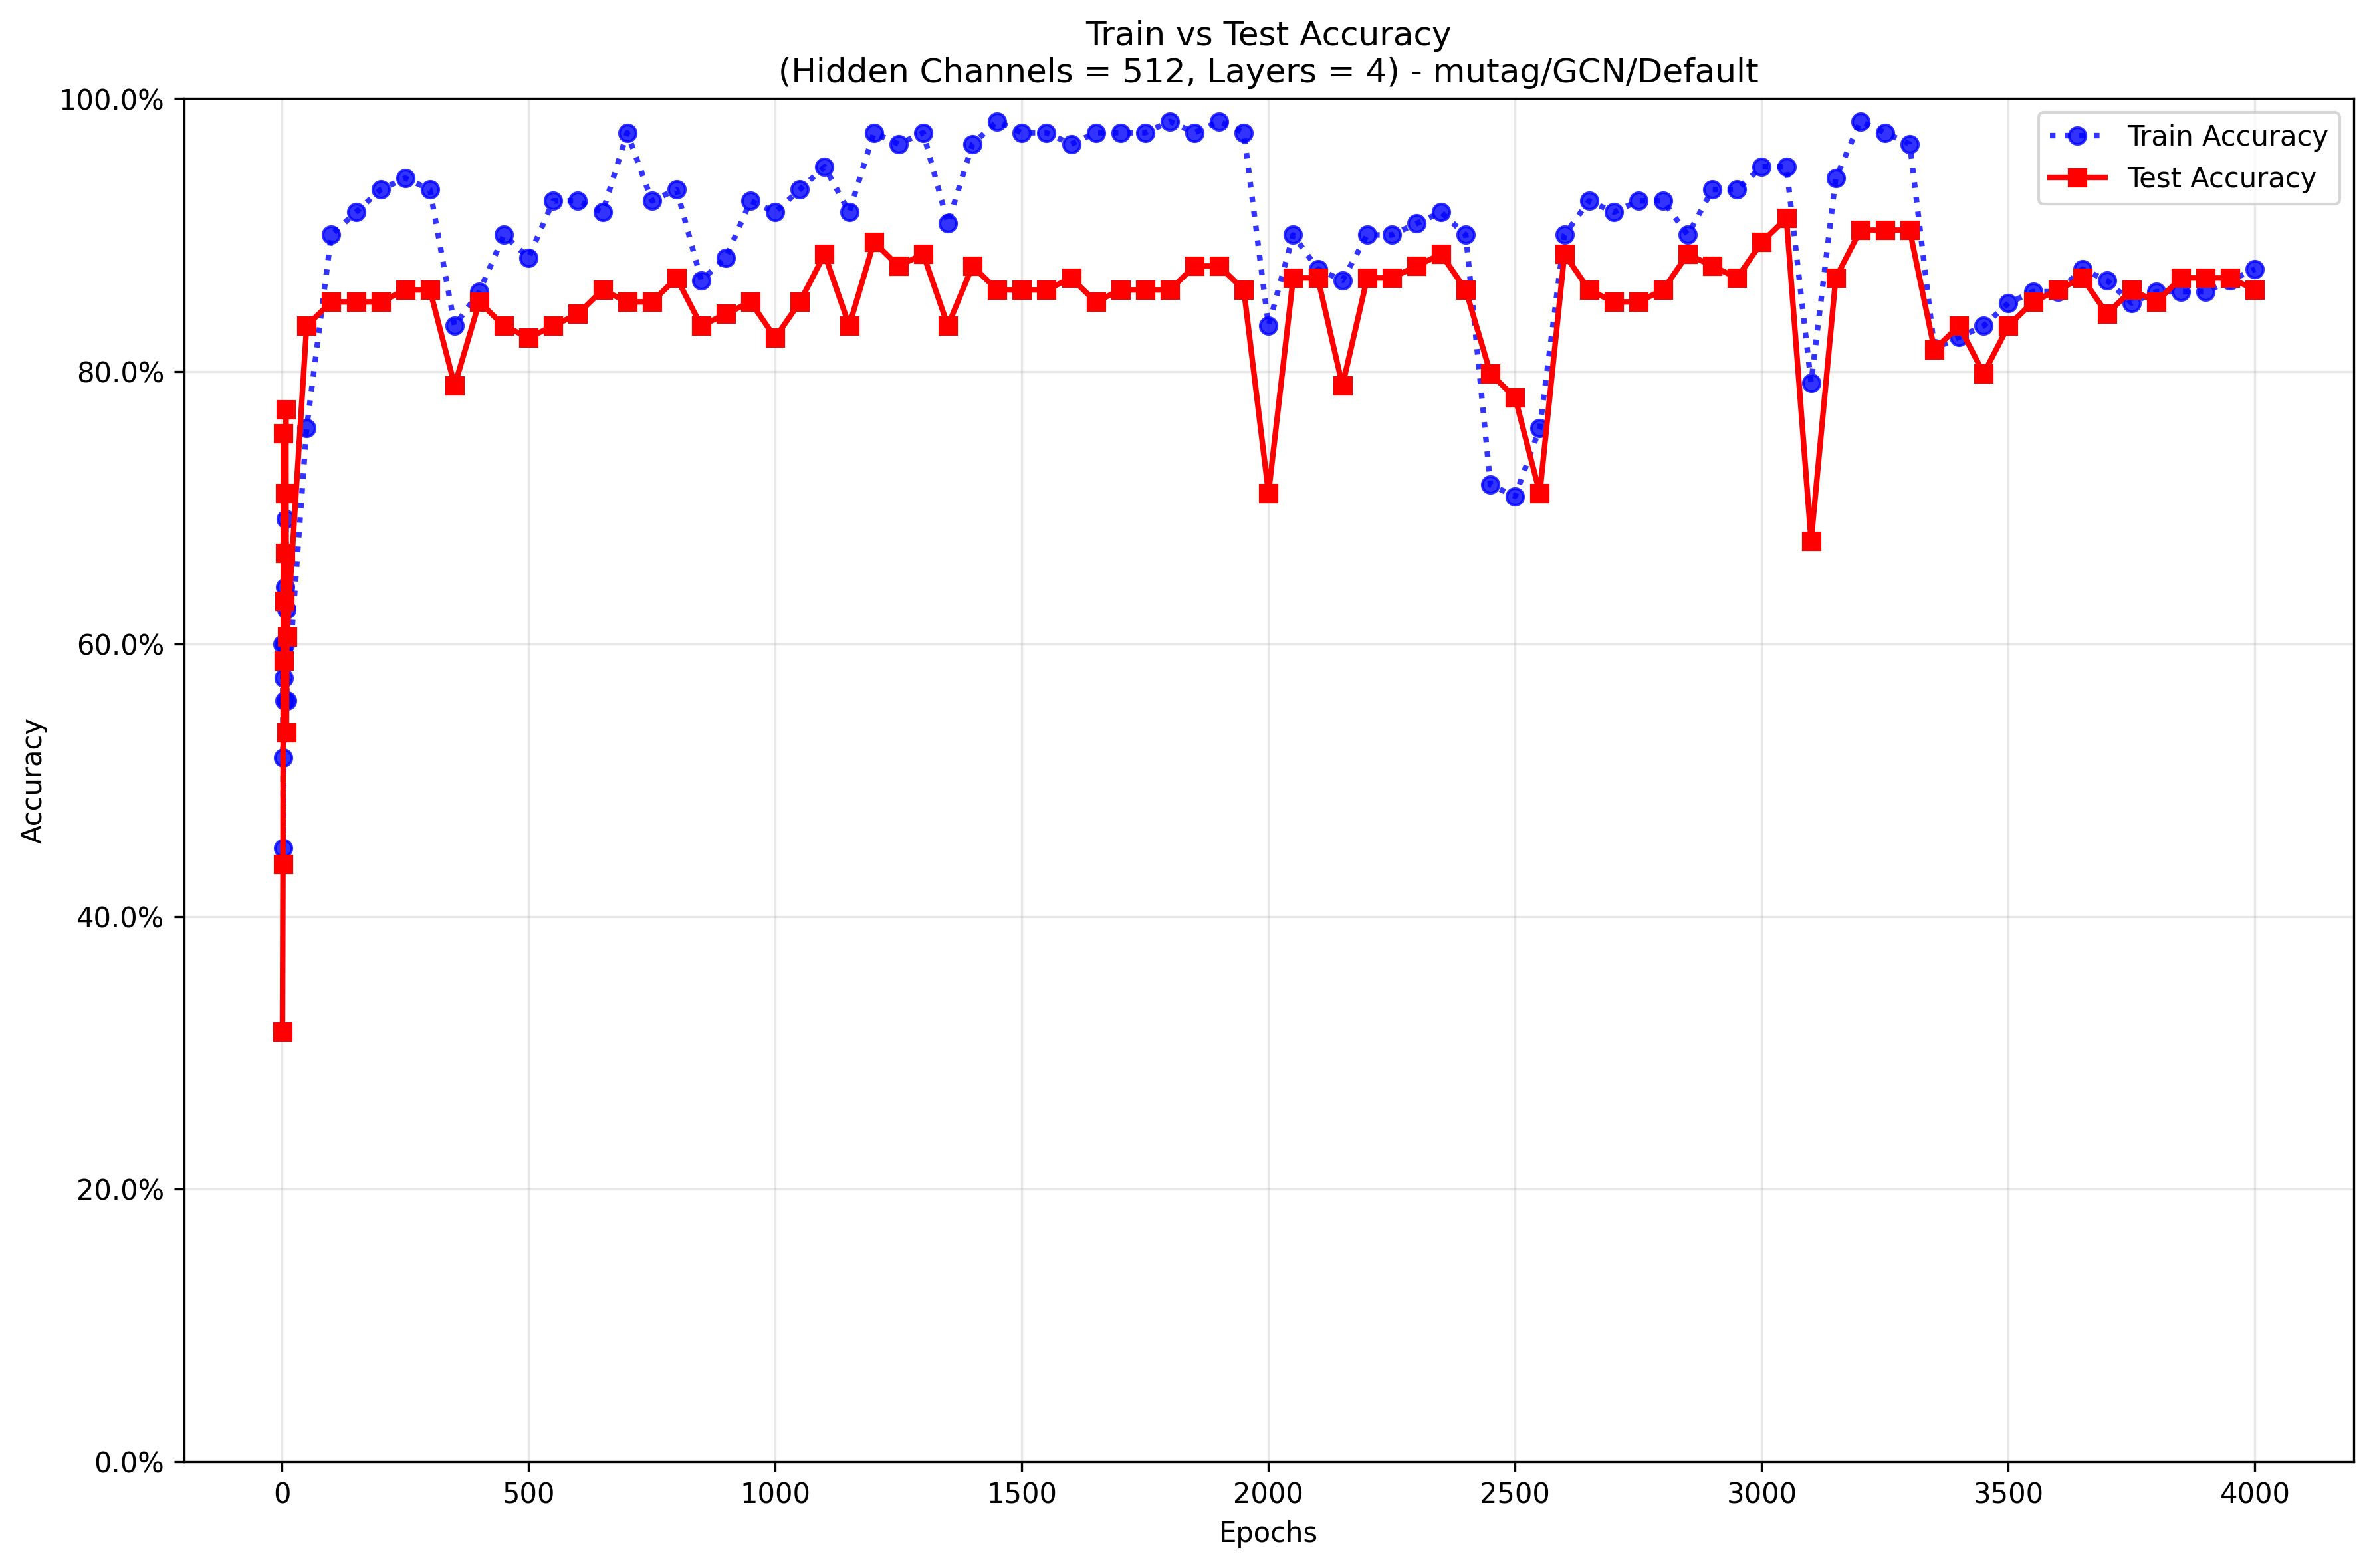 Train vs Test Accuracy
(Hidden Channels = 512, Layers = 4) - mutag/GCN/Default
Train Accuracy
Test Accuracy
Accuracy
100.0%
80.0%
60.0%
40.0%
20.0%
0.0%
0 500 1000 1500 2000 2500 3000 3500 4000
Epochs